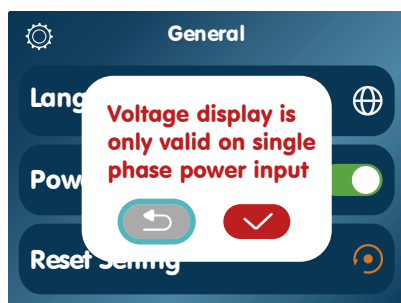 General
Lang
Voltage display is
only valid on single
phase power input
Pow
Reset Setting